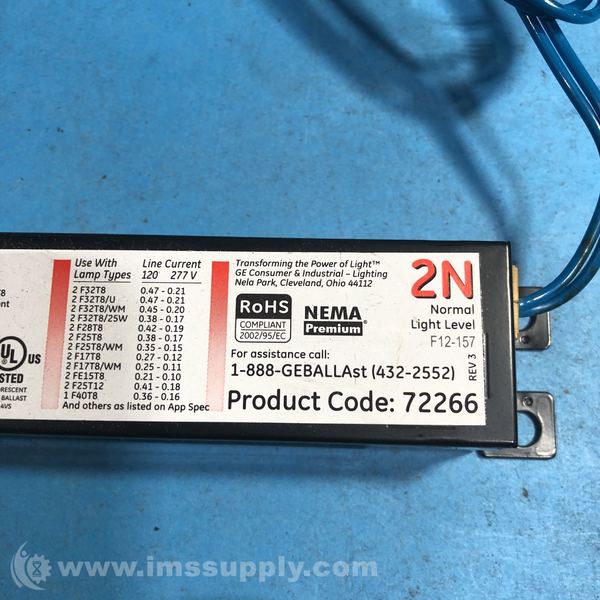 T8
ent
UL
US
STED
RESCENT
BALLAST
4VS
Use With Line Current
Lamp Types 120 277 V
2 F32T8 0.47 - 0.21
2 F32T8/U 0.47 - 0.21
2 F32T8/WM 0.45 - 0.20
2 F32T8/25W 0.38 - 0.17
2 F28T8 0.42 - 0.19
2 F25T8 0.38 - 0.17
2 F25T8/WM 0.35 - 0.15
2 F17T8 0.27 - 0.12
2 F17T8/WM 0.25 - 0.11
2 FE15T8 0.21 - 0.10
2 F25T12 0.41 - 0.18
1 F40T8 0.36 - 0.16
And others as listed on App Spec
Transforming the Power of Light™
GE Consumer & Industrial – Lighting
Nela Park, Cleveland, Ohio 44112
RoHS
COMPLIANT
2002/95/EC
NEMA
Premium
For assistance call:
1-888-GEBALLAst (432-2552)
Product Code: 72266
2N
Normal
Light Level
F12-157
REV 3
© www.imssupply.com/